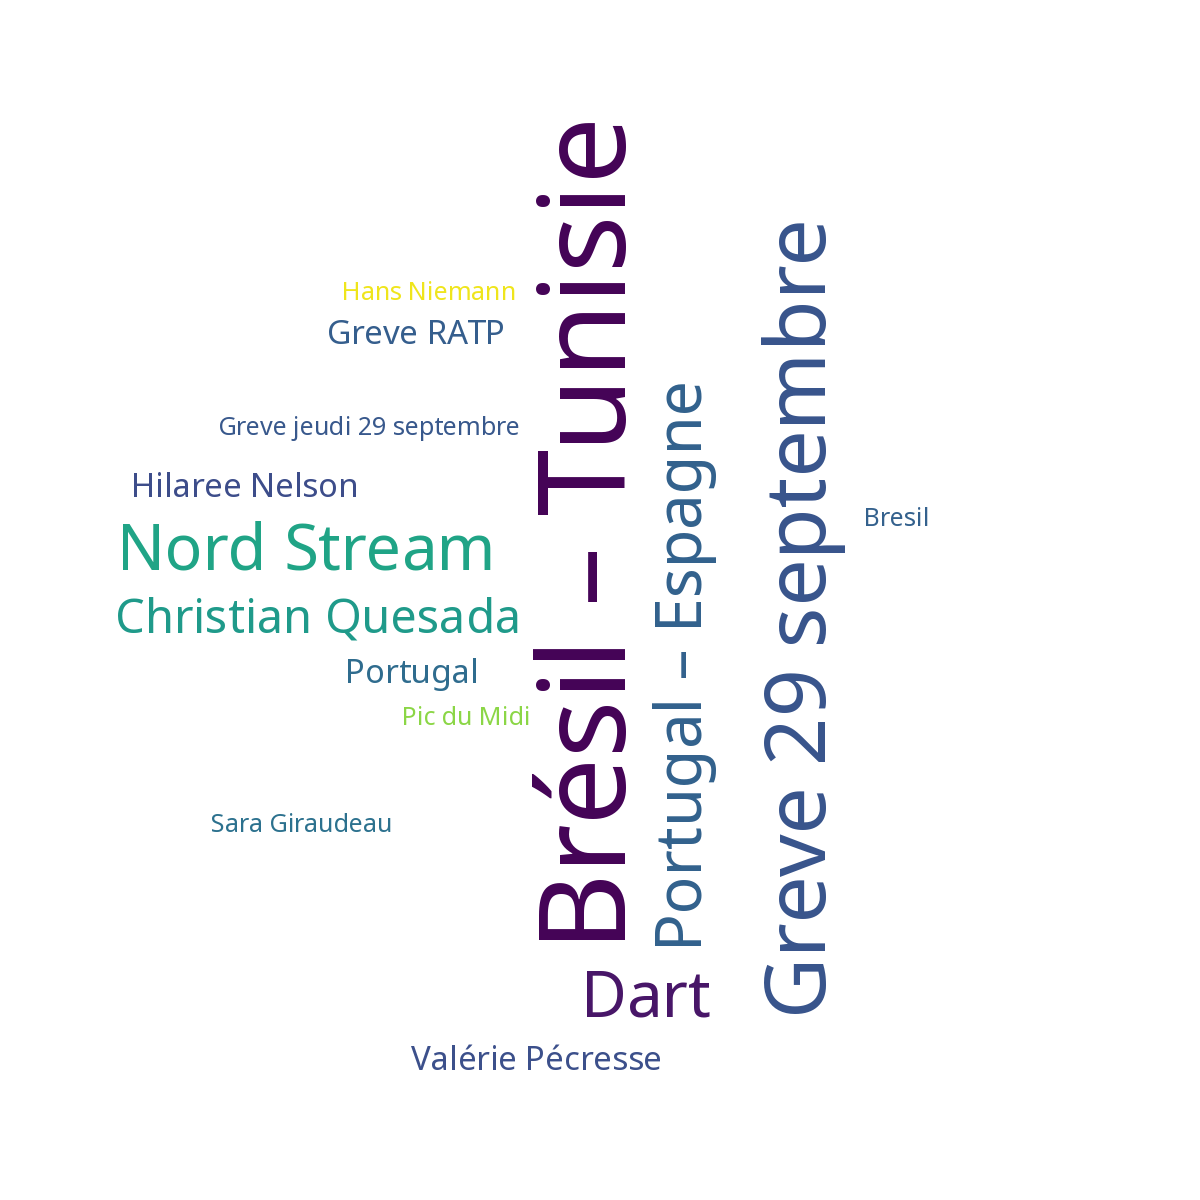 Hans Niemann
Greve RATP
Greve jeudi 29 septembre
Hilaree Nelson
Nord Stream
Christian Quesada
Portugal
Pic du Midi
Sara Giraudeau
Brésil – Tunisie
Portugal – Espagne
Greve 29 septembre
Bresil
Dart
Valérie Pécresse